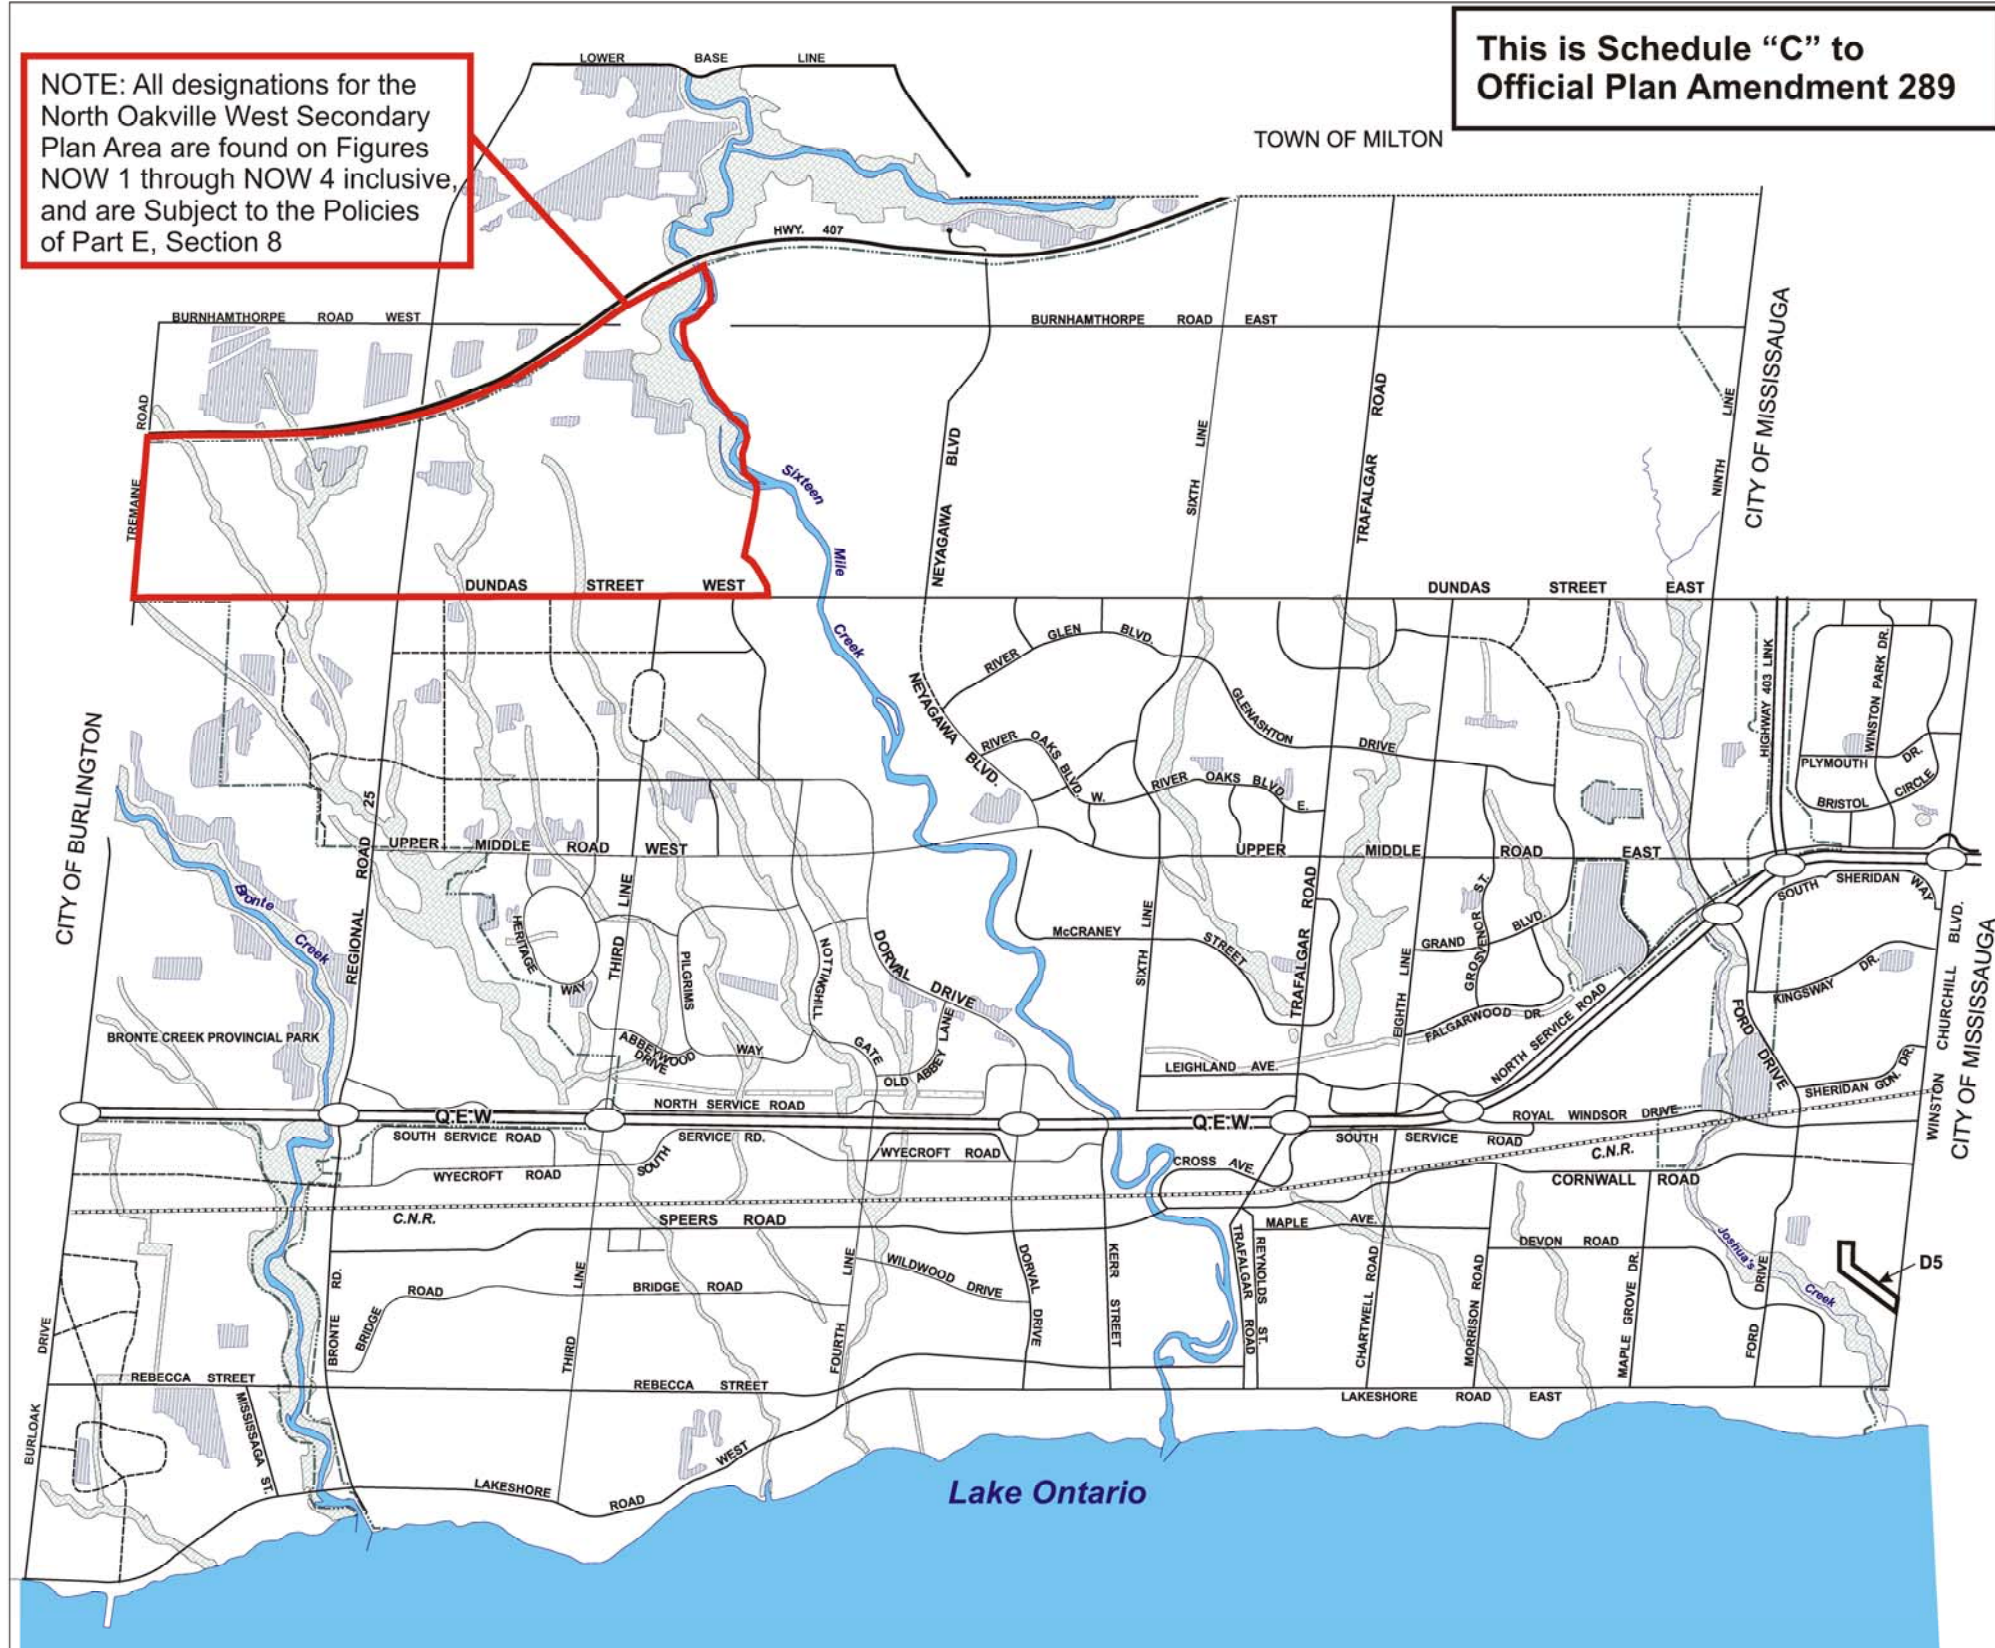 This is Schedule “C” to
Official Plan Amendment 289
NOTE: All designations for the
North Oakville West Secondary
Plan Area are found on Figures
NOW 1 through NOW 4 inclusive,
and are Subject to the Policies
of Part E, Section 8
LOWER BASE LINE
TOWN OF MILTON
HWY. 407
BURNHAMTHORPE ROAD WEST
BURNHAMTHORPE ROAD EAST
CITY OF MISSISSAUGA
TREMAINE ROAD
NEYAGAWA BLVD
SIXTH LINE
TRAFALGAR ROAD
NINTH LINE
Sixteen Mile Creek
DUNDAS STREET WEST
DUNDAS STREET EAST
RIVER GLEN BLVD.
NEYAGAWA BLVD.
GLENASHTON DRIVE
RIVER OAKS BLVD. W.
RIVER OAKS BLVD. E.
HIGHWAY 403 LINK
WINSTON PARK DR.
PLYMOUTH DR.
BRISTOL CIRCLE
CITY OF BURLINGTON
REGIONAL ROAD 25
UPPER MIDDLE ROAD WEST
UPPER MIDDLE ROAD EAST
SOUTH SHERIDAN WAY
Bronte Creek
HERITAGE WAY
THIRD LINE
PILGRIMS
NOTTINGHILL
GATE
DORVAL DRIVE
McCRANEY STREET
SIXTH LINE
TRAFALGAR ROAD
EIGHTH LINE
GRAND BLVD.
GROSVENOR ST.
FALGARWOOD DR.
NORTH SERVICE ROAD
FORD DRIVE
KINGSWAY DR.
SHERIDAN GDN. DR.
WINSTON CHURCHILL BLVD.
CITY OF MISSISSAUGA
BRONTE CREEK PROVINCIAL PARK
ABBEYWOOD DRIVE
WAY
OLD ABBEY LANE
LEIGHLAND AVE.
NORTH SERVICE ROAD
Q.E.W.
Q.E.W.
ROYAL WINDSOR DRIVE
SOUTH SERVICE ROAD
SOUTH SERVICE RD.
SOUTH SERVICE ROAD
WYECROFT ROAD
WYECROFT ROAD
CROSS AVE.
C.N.R.
CORNWALL ROAD
C.N.R.
SPEERS ROAD
MAPLE AVE.
DEVON ROAD
Joshua's Creek
D5
BRIDGE ROAD
BRIDGE ROAD
WILDWOOD DRIVE
BRONTE RD.
THIRD LINE
FOURTH LINE
DORVAL DRIVE
KERR STREET
TRAFALGAR ROAD
REYNOLDS ST.
CHARTWELL ROAD
MORRISON ROAD
MAPLE GROVE DR.
FORD DRIVE
BURLOAK DRIVE
REBECCA STREET
REBECCA STREET
MISSISSAGA ST.
LAKESHORE ROAD EAST
LAKESHORE ROAD WEST
Lake Ontario